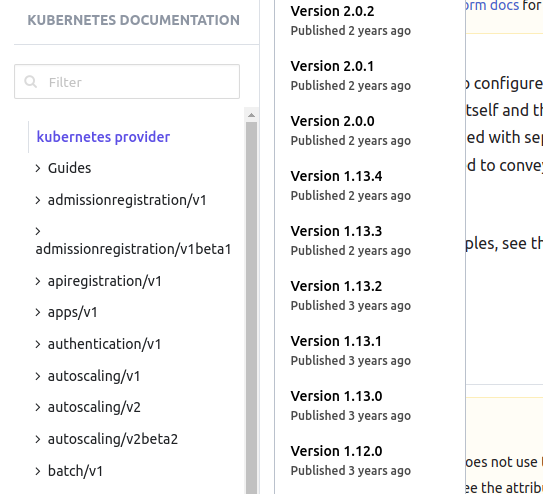 KUBERNETES DOCUMENTATION
Filter
kubernetes provider
Guides
admissionregistration/v1
admissionregistration/v1beta1
apiregistration/v1
apps/v1
authentication/v1
autoscaling/v1
autoscaling/v2
autoscaling/v2beta2
batch/v1
Version 2.0.2
Published 2 years ago
Version 2.0.1
Published 2 years ago
Version 2.0.0
Published 2 years ago
Version 1.13.4
Published 2 years ago
Version 1.13.3
Published 2 years ago
Version 1.13.2
Published 3 years ago
Version 1.13.1
Published 3 years ago
Version 1.13.0
Published 3 years ago
Version 1.12.0
Published 3 years ago
orm docs for
configure
tself and th
ed with sep
d to convey
ples, see th
oes not use t
ee the attribu